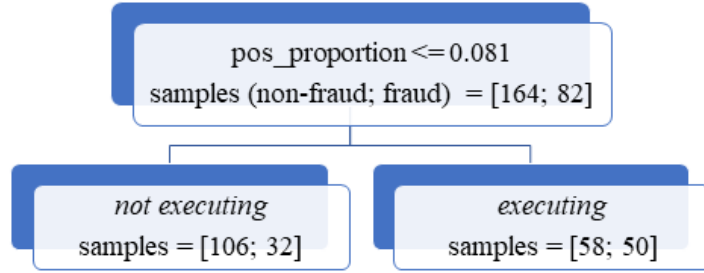 pos_proportion <= 0.081
samples (non-fraud; fraud) = [164; 82]
not executing
samples = [106; 32]
executing
samples = [58; 50]